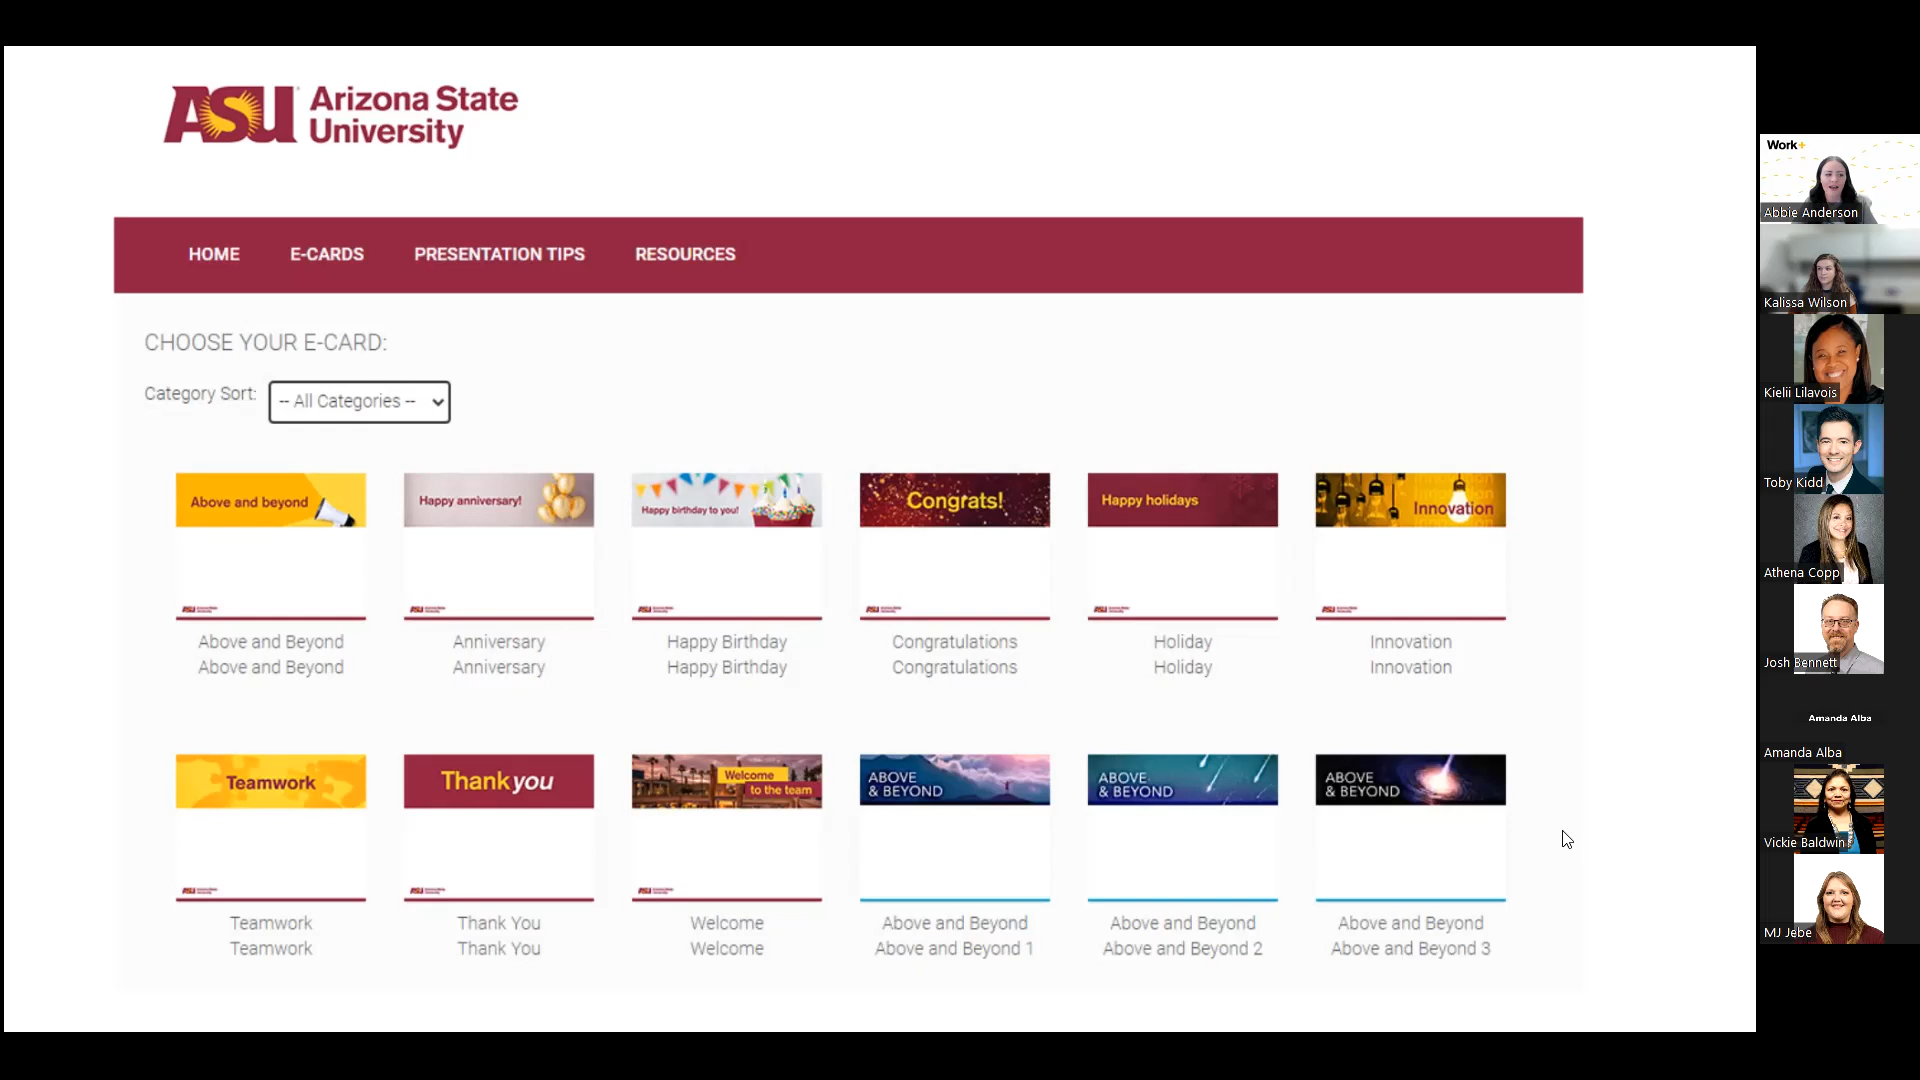 ASU Arizona State
University
HOME E-CARDS PRESENTATION TIPS RESOURCES
CHOOSE YOUR E-CARD:
Category Sort: -- All Categories --
Above and beyond
Happy anniversary!
Happy birthday to you!
Congrats!
Happy holidays
Innovation
Above and Beyond
Above and Beyond
Anniversary
Anniversary
Happy Birthday
Happy Birthday
Congratulations
Congratulations
Holiday
Holiday
Innovation
Innovation
Teamwork
Thank you
Welcome
to the team
ABOVE
& BEYOND
ABOVE
& BEYOND
ABOVE
& BEYOND
Teamwork
Teamwork
Thank You
Thank You
Welcome
Welcome
Above and Beyond
Above and Beyond 1
Above and Beyond
Above and Beyond 2
Above and Beyond
Above and Beyond 3
Work+
Abbie Anderson
Kalissa Wilson
Kielii Lilavois
Toby Kidd
Athena Copp
Josh Bennett
Amanda Alba
Amanda Alba
Vickie Baldwin
MJ Jebe